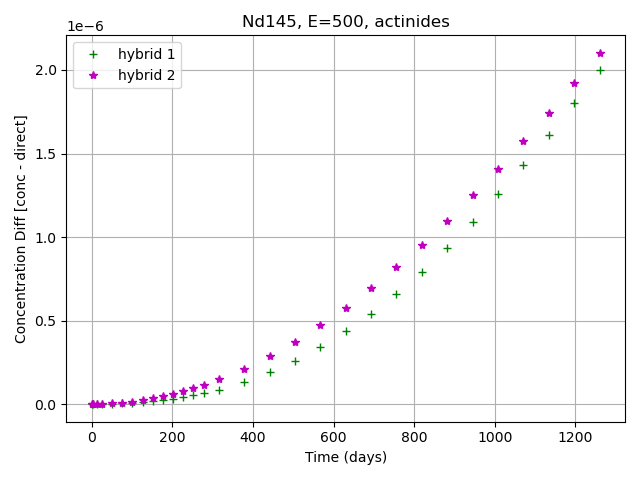 Nd145, E=500, actinides
1e−6
hybrid 1
hybrid 2
2.0
1.5
1.0
0.5
0.0
Concentration Diff [conc - direct]
0 200 400 600 800 1000 1200
Time (days)